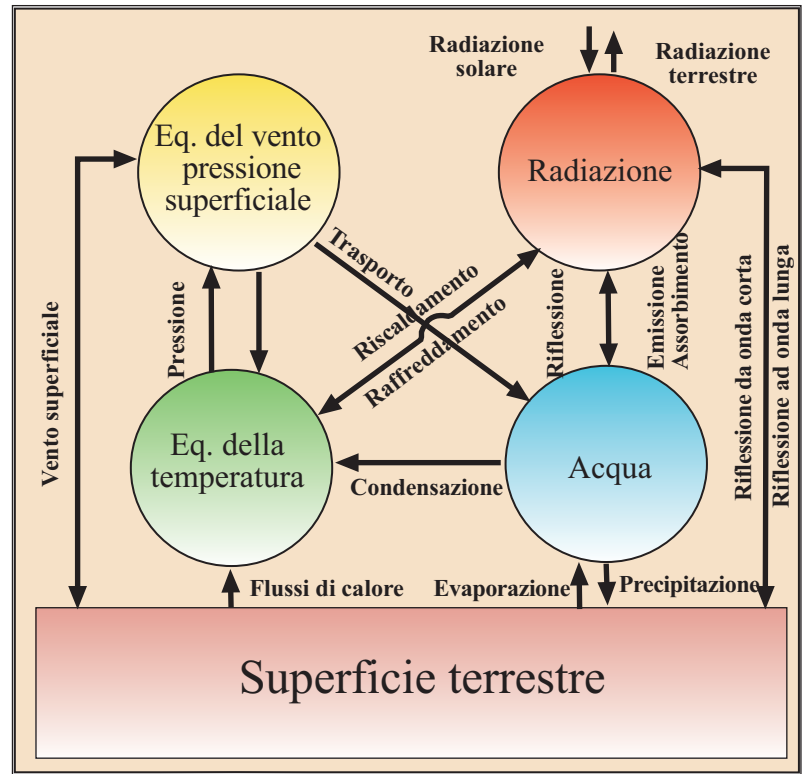 Radiazione
solare
Radiazione
terrestre
Eq. del vento
pressione
superficiale
Radiazione
Trasporto
Riscaldamento
Raffreddamento
Pressione
Riflessione
Emissione
Assorbimento
Vento superficiale
Riflessione da onda corta
Riflessione ad onda lunga
Eq. della
temperatura
Condensazione
Acqua
Flussi di calore
Evaporazione
Precipitazione
Superficie terrestre